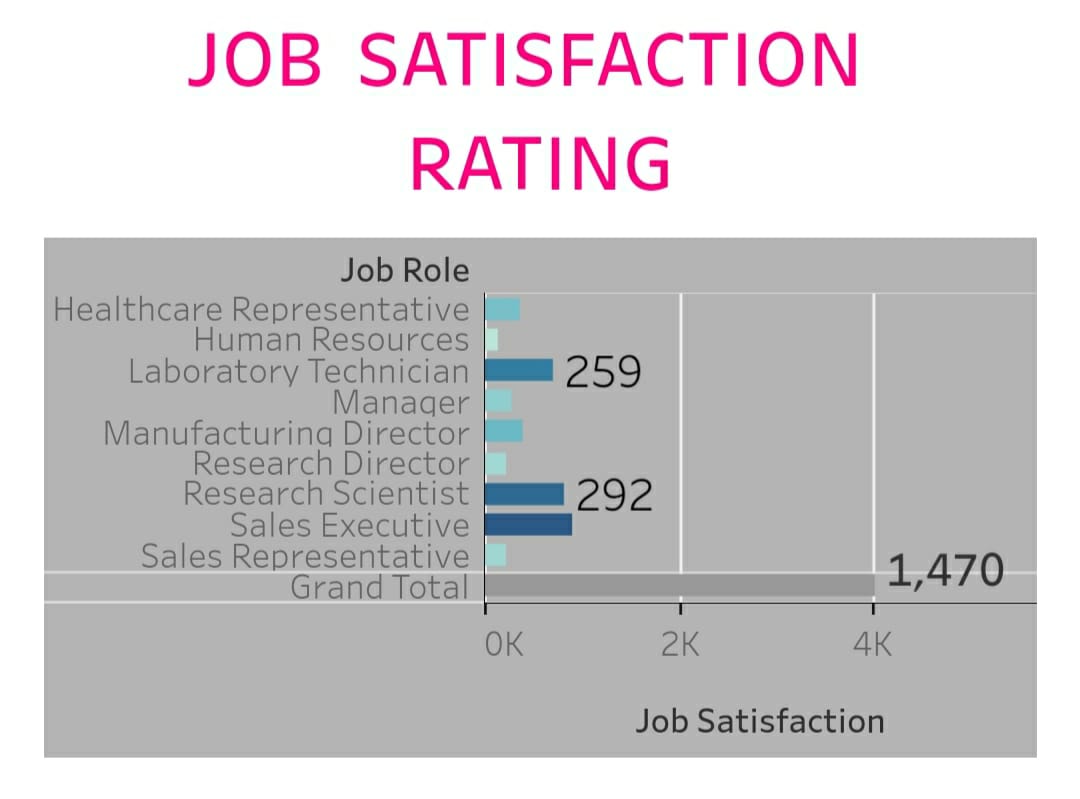 JOB SATISFACTION
RATING
Job Role
Healthcare Representative
Human Resources
Laboratory Technician
259
Manager
Manufacturing Director
Research Director
Research Scientist
292
Sales Executive
Sales Representative
Grand Total
1,470
0K 2K 4K
Job Satisfaction